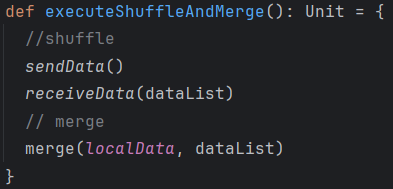 def executeShuffleAndMerge(): Unit = {
  //shuffle
  sendData()
  receiveData(dataList)
  // merge
  merge(localData, dataList)
}